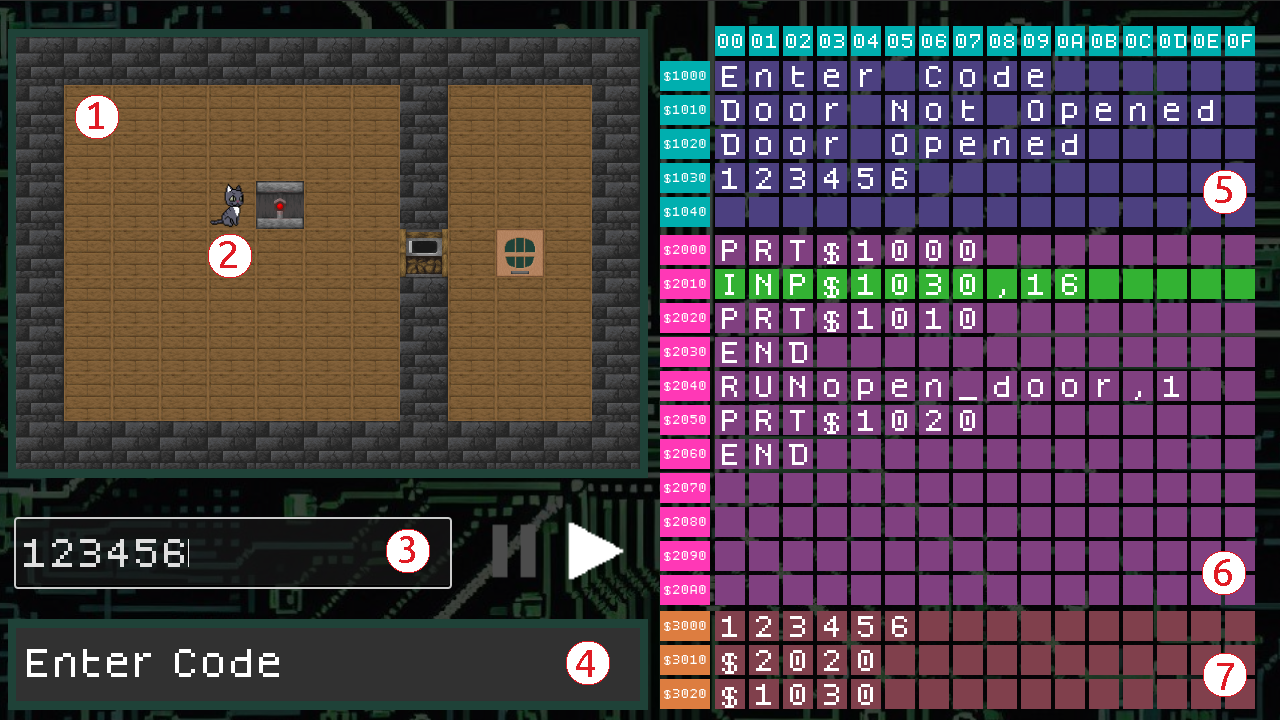 00 01 02 03 04 05 06 07 08 09 0A 0B 0C 0D 0E 0F
$1000 Enter Code
$1010 Door Not Opened
$1020 Door Opened
$1030 123456
$1040
5
$2000 PRT$1000
$2010 INP$1030,16
$2020 PRT$1010
$2030 END
$2040 RUNopen_door,1
$2050 PRT$1020
$2060 END
$2070
$2080
$2090
$20A0
6
$3000 123456
$3010 $2020
$3020 $1030
7
1
2
123456
3
Enter Code
4